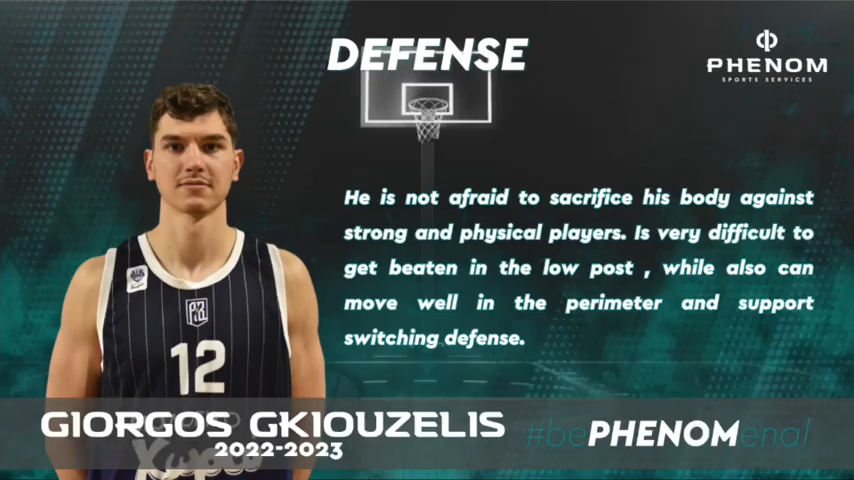 DEFENSE
PHENOM
SPORTS SERVICES
He is not afraid to sacrifice his body against
strong and physical players. Is very difficult to
get beaten in the low post , while also can
move well in the perimeter and support
switching defense.
12
GIORGOS GKIOUZELIS
2022-2023
#bePHENOMenal